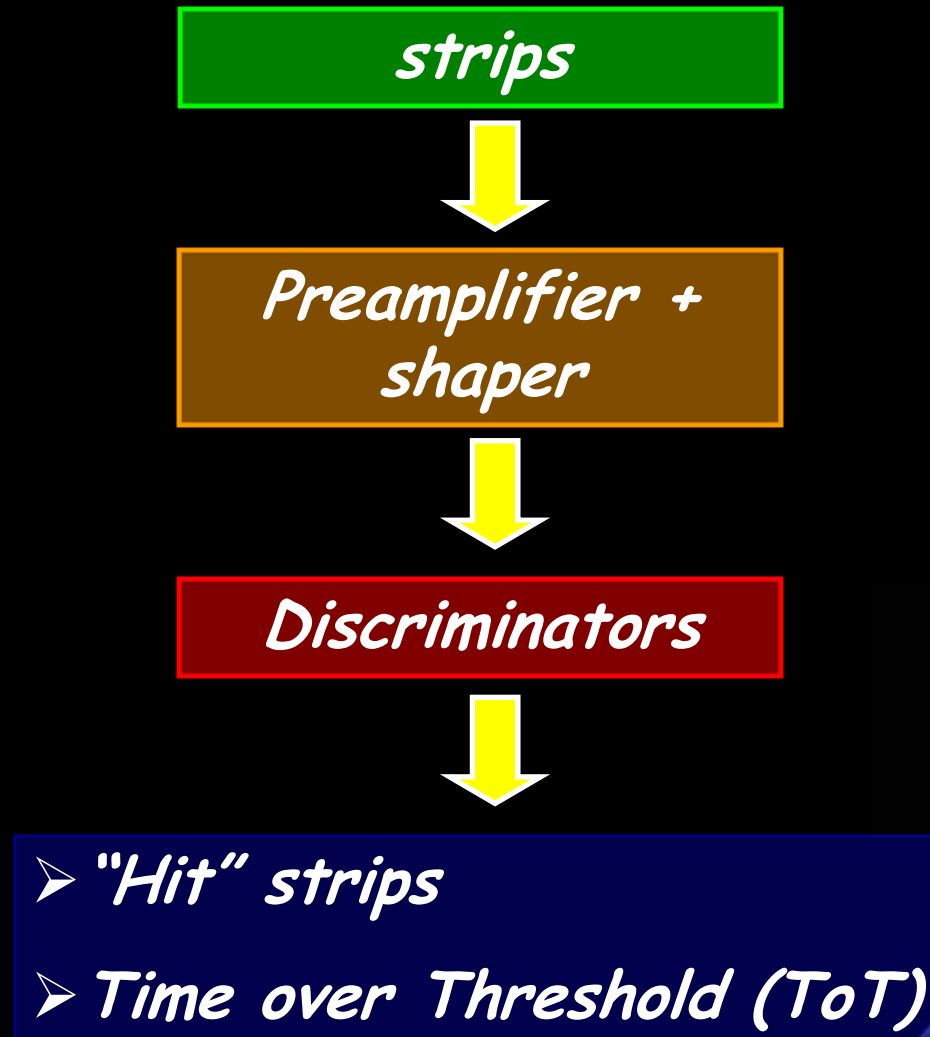 strips
Preamplifier +
shaper
Discriminators
➢ “Hit” strips
➢ Time over Threshold (ToT)